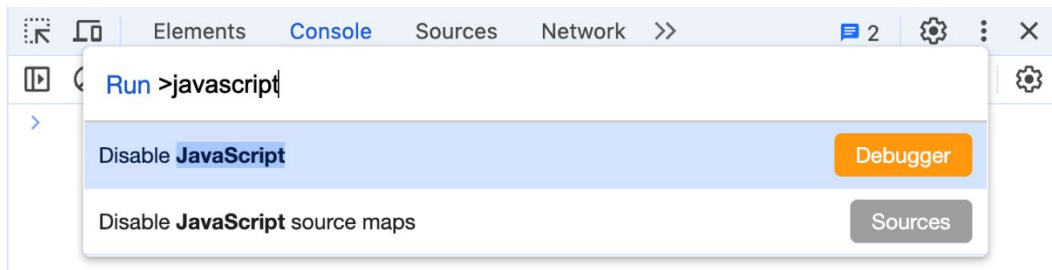 Elements Console Sources Network 2
Run >javascript
Disable JavaScript Debugger
Disable JavaScript source maps Sources